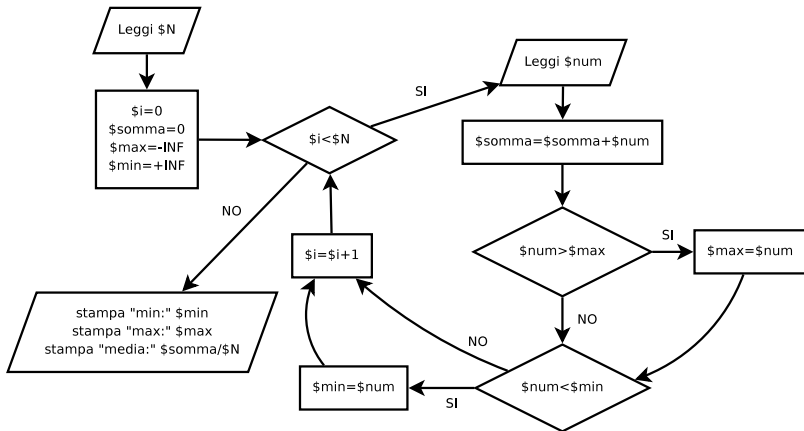 Leggi $N
$i=0
$somma=0
$max=-INF
$min=+INF
$i<$N
SI
Leggi $num
$somma=$somma+$num
$num>$max
SI
$max=$num
NO
$num<$min
SI
$min=$num
NO
$i=$i+1
NO
stampa "min:" $min
stampa "max:" $max
stampa "media:" $somma/$N